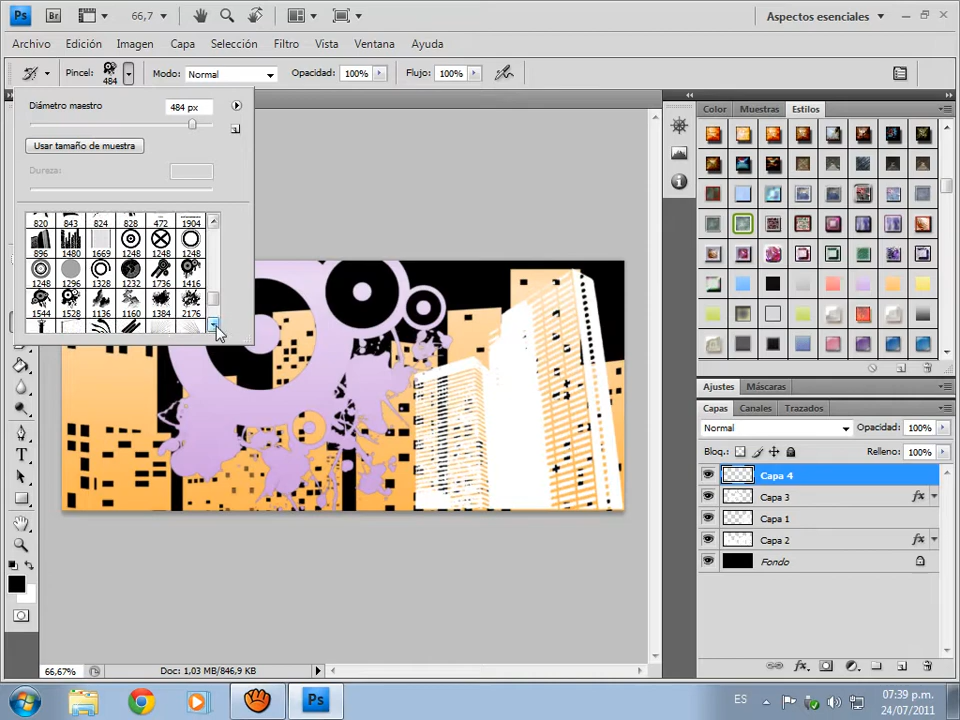 Ps Br 66,7 Aspectos esenciales
Archivo Edición Imagen Capa Selección Filtro Vista Ventana Ayuda
Pincel: 484 Modo: Normal Opacidad: 100% Flujo: 100%
Diámetro maestro 484 px
Usar tamaño de muestra
Dureza:
820 843 824 828 472 1904
896 1480 1669 1248 1248 1248
1248 1296 1328 1232 1736 1416
1544 1528 1136 1160 1384 2176
Color Muestras Estilos
Ajustes Máscaras
Capas Canales Trazados
Normal Opacidad: 100%
Bloq.: Relleno: 100%
Capa 4
Capa 3 fx
Capa 1
Capa 2 fx
Fondo
fx.
T
66,67% Doc: 1,03 MB/846,9 KB
Ps
ES
07:39 p.m.
24/07/2011